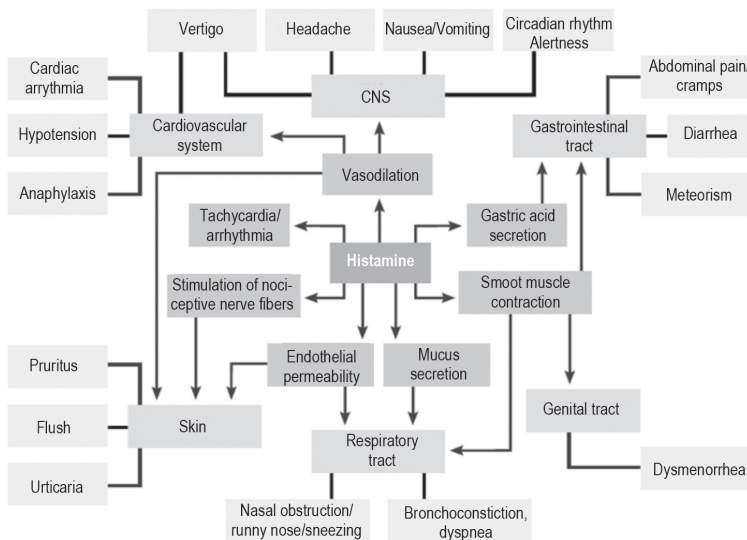 Vertigo
Headache
Nausea/Vomiting
Circadian rhythm
Alertness
Cardiac
arrythmia
CNS
Abdominal pain/
cramps
Hypotension
Cardiovascular
system
Gastrointestinal
tract
Diarrhea
Anaphylaxis
Vasodilation
Meteorism
Tachycardia/
arrhythmia
Gastric acid
secretion
Histamine
Stimulation of noci-
ceptive nerve fibers
Smoot muscle
contraction
Pruritus
Endothelial
permeability
Mucus
secretion
Flush
Skin
Genital tract
Respiratory
tract
Urticaria
Dysmenorrhea
Nasal obstruction/
runny nose/sneezing
Bronchoconstiction,
dyspnea